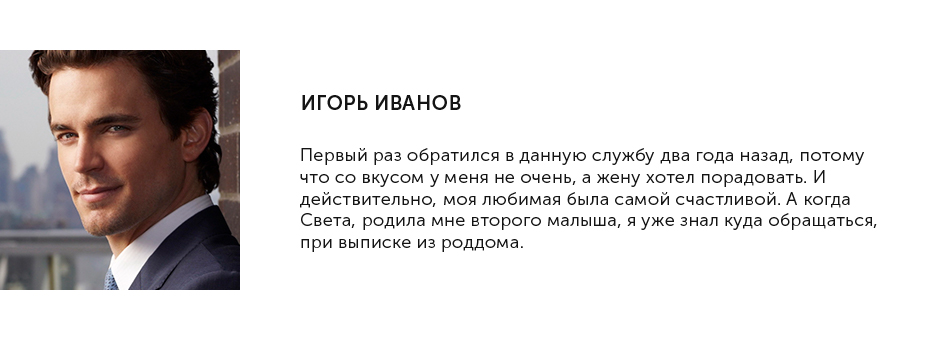 ИГОРЬ ИВАНОВ
Первый раз обратился в данную службу два года назад, потому
что со вкусом у меня не очень, а жену хотел порадовать. И
действительно, моя любимая была самой счастливой. А когда
Света, родила мне второго малыша, я уже знал куда обращаться,
при выписке из роддома.